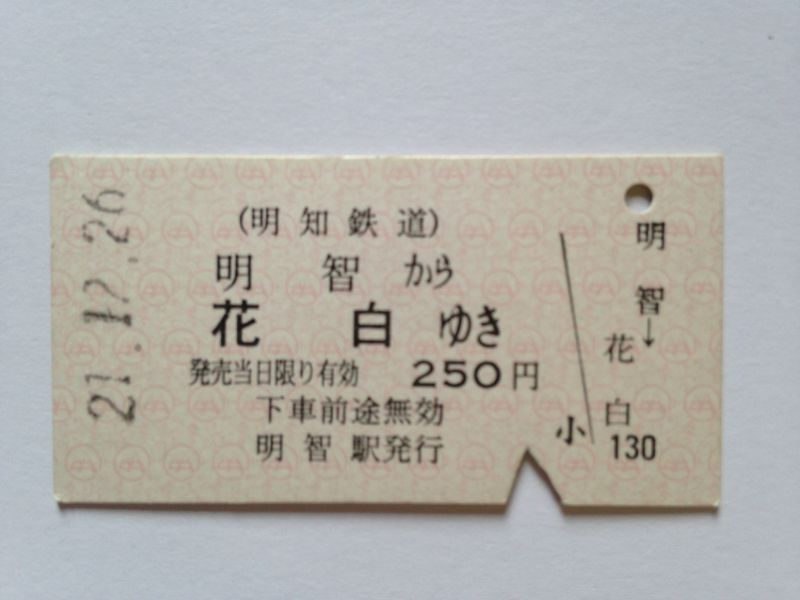 21.12.26
(明知鉄道)
明智から
花白ゆき
発売当日限り有効 250円
下車前途無効
明智駅発行
小
明智→
花白
130